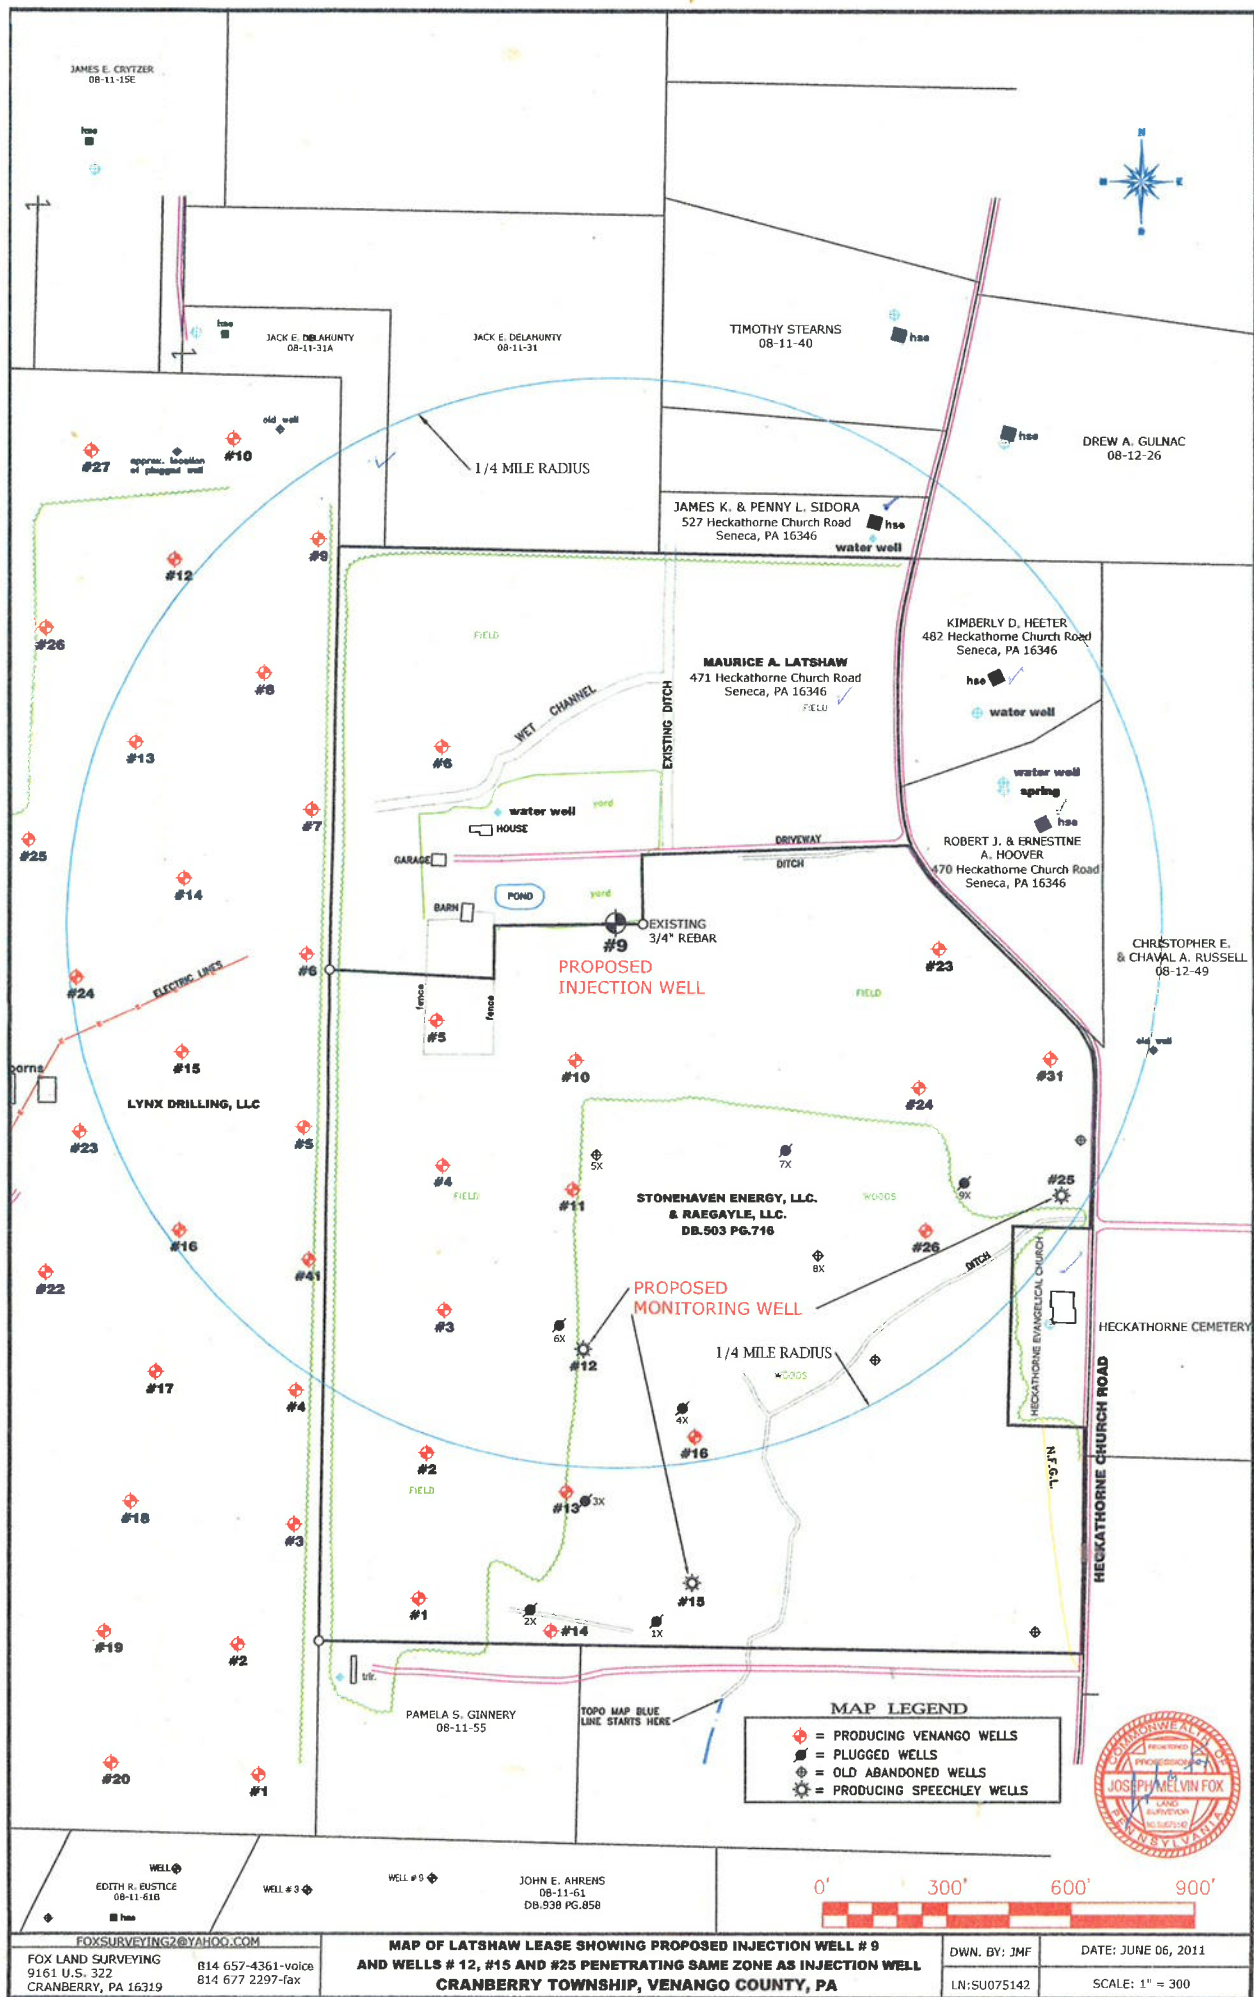 JAMES E. CRYTZER
08-11-15E
hse
N
hse
JACK E. DELAHUNTY
08-11-31A
JACK E. DELAHUNTY
08-11-31
TIMOTHY STEARNS
08-11-40
hse
hse
DREW A. GULNAC
08-12-26
old well
#27
approx. location
of plugged well
#10
1/4 MILE RADIUS
JAMES K. & PENNY L. SIDORA
527 Heckathorne Church Road
Seneca, PA 16346
hse
water well
#9
#12
#26
FIELD
KIMBERLY D. HEETER
482 Heckathorne Church Road
Seneca, PA 16346
hse
water well
MAURICE A. LATSHAW
471 Heckathorne Church Road
Seneca, PA 16346
FIELD
#8
WET CHANNEL
EXISTING DITCH
#13
#6
water well
spring
hse
#7
water well
yard
HOUSE
#25
DRIVEWAY
DITCH
ROBERT J. & ERNESTINE
A. HOOVER
470 Heckathorne Church Road
Seneca, PA 16346
GARAGE
#14
POND
yard
BARN
EXISTING
3/4" REBAR
#9
PROPOSED
INJECTION WELL
#23
CHRISTOPHER E.
& CHAVAL A. RUSSELL
08-12-49
#6
#24
ELECTRIC LINES
fence
fence
FIELD
#5
old well
#15
#10
#31
barns
#24
LYNX DRILLING, LLC
#23
#5
5X
7X
#4
FIELD
#11
STONEHAVEN ENERGY, LLC.
& RAEGAYLE, LLC.
DB.503 PG.716
WOODS
9X
#25
#16
#26
#41
8X
DITCH
#22
PROPOSED
MONITORING WELL
#3
6X
#12
HECKATHORNE EVANGELICAL CHURCH
HECKATHORNE CEMETERY
1/4 MILE RADIUS
WOODS
#17
#4
4X
#16
#2
FIELD
N.F.G.L.
HECKATHORNE CHURCH ROAD
#13
3X
#18
#3
#15
#1
2X
1X
#14
#19
#2
trlr.
PAMELA S. GINNERY
08-11-55
TOPO MAP BLUE
LINE STARTS HERE
#20
#1
MAP LEGEND
= PRODUCING VENANGO WELLS
= PLUGGED WELLS
= OLD ABANDONED WELLS
= PRODUCING SPEECHLEY WELLS
COMMONWEALTH OF
REGISTERED
PROFESSIONAL
JOSEPH MELVIN FOX
LAND
SURVEYOR
PENNSYLVANIA
WELL
EDITH R. EUSTICE
08-11-61B
hse
WELL # 3
WELL # 9
JOHN E. AHRENS
08-11-61
DB.938 PG.858
0' 300' 600' 900'
FOXSURVEYING2@YAHOO.COM
FOX LAND SURVEYING
9161 U.S. 322
CRANBERRY, PA 16319
814 657-4361-voice
814 677 2297-fax
MAP OF LATSHAW LEASE SHOWING PROPOSED INJECTION WELL # 9
AND WELLS # 12, #15 AND #25 PENETRATING SAME ZONE AS INJECTION WELL
CRANBERRY TOWNSHIP, VENANGO COUNTY, PA
DWN. BY: JMF
LN:SU075142
DATE: JUNE 06, 2011
SCALE: 1" = 300